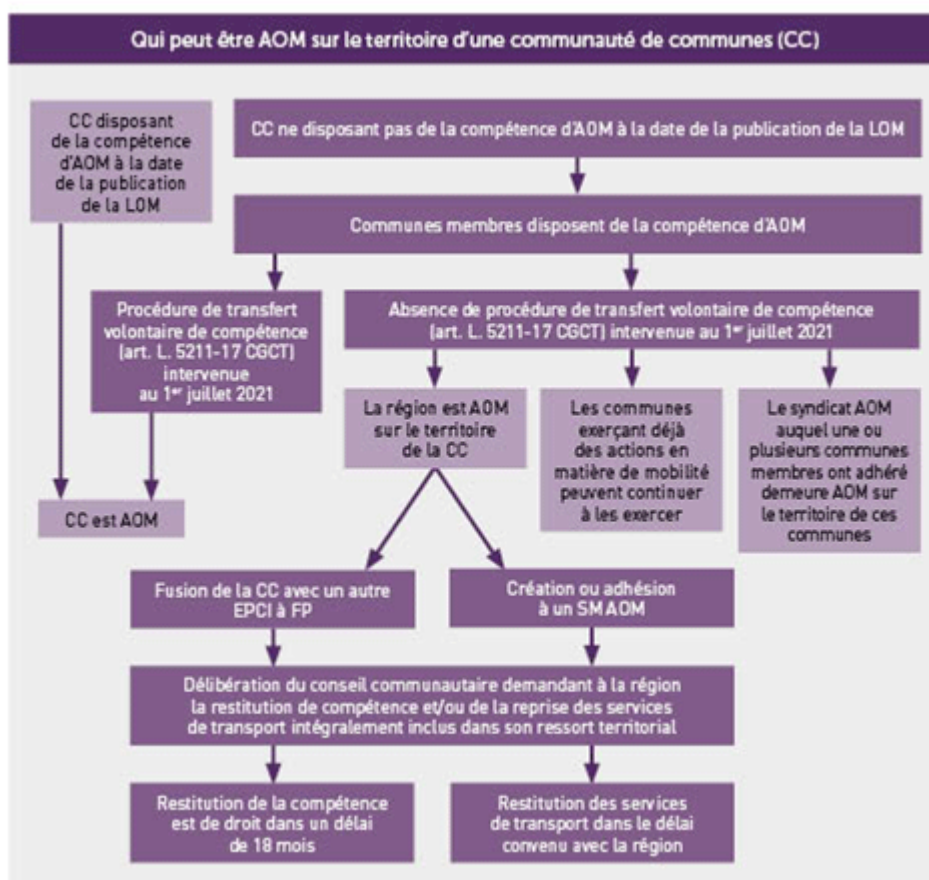 Qui peut être AOM sur le territoire d'une communauté de communes (CC)
CC disposant
de la compétence
d'AOM à la date
de la publication
de la LOM
CC ne disposant pas de la compétence d'AOM à la date de la publication de la LOM
Communes membres disposent de la compétence d'AOM
Procédure de transfert
volontaire de compétence
(art. L. 5211-17 CGCT)
intervenue
au 1er juillet 2021
Absence de procédure de transfert volontaire de compétence
(art. L. 5211-17 CGCT) intervenue au 1er juillet 2021
La région est AOM
sur le territoire
de la CC
Les communes
exerçant déjà
des actions en
matière de mobilité
peuvent continuer
à les exercer
Le syndicat AOM
auquel une ou
plusieurs communes
membres ont adhéré
demeure AOM sur
le territoire de ces
communes
CC est AOM
Fusion de la CC avec un autre
EPCI à FP
Création ou adhésion
à un SMAOM
Délibération du conseil communautaire demandant à la région
la restitution de compétence et/ou de la reprise des services
de transport intégralement inclus dans son ressort territorial
Restitution de la compétence
est de droit dans un délai
de 18 mois
Restitution des services
de transport dans le délai
convenu avec la région